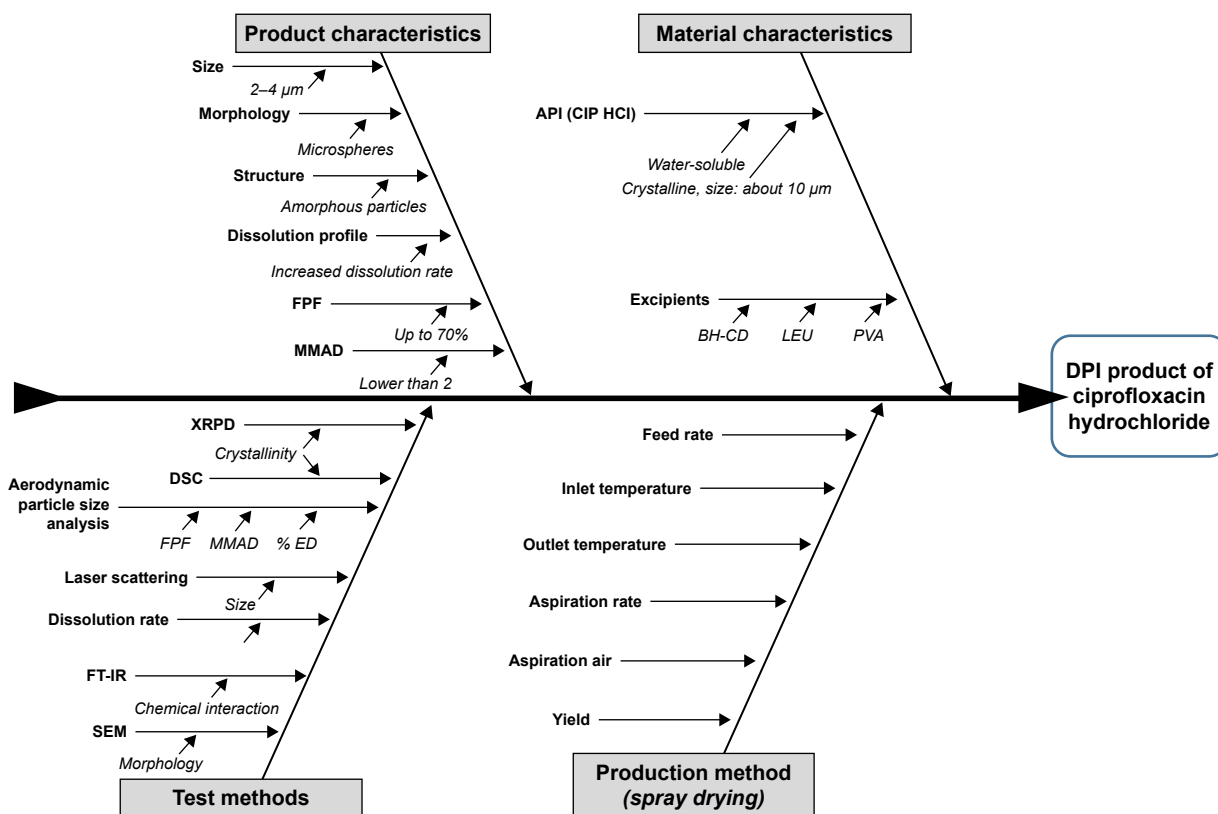 Product characteristics
Size
2–4 µm
Morphology
Microspheres
Structure
Amorphous particles
Dissolution profile
Increased dissolution rate
FPF
Up to 70%
MMAD
Lower than 2
Material characteristics
API (CIP HCl)
Water-soluble
Crystalline, size: about 10 µm
Excipients
BH-CD
LEU
PVA
DPI product of
ciprofloxacin
hydrochloride
XRPD
Crystallinity
DSC
Aerodynamic
particle size
analysis
FPF
MMAD
% ED
Laser scattering
Size
Dissolution rate
FT-IR
Chemical interaction
SEM
Morphology
Test methods
Feed rate
Inlet temperature
Outlet temperature
Aspiration rate
Aspiration air
Yield
Production method
(spray drying)